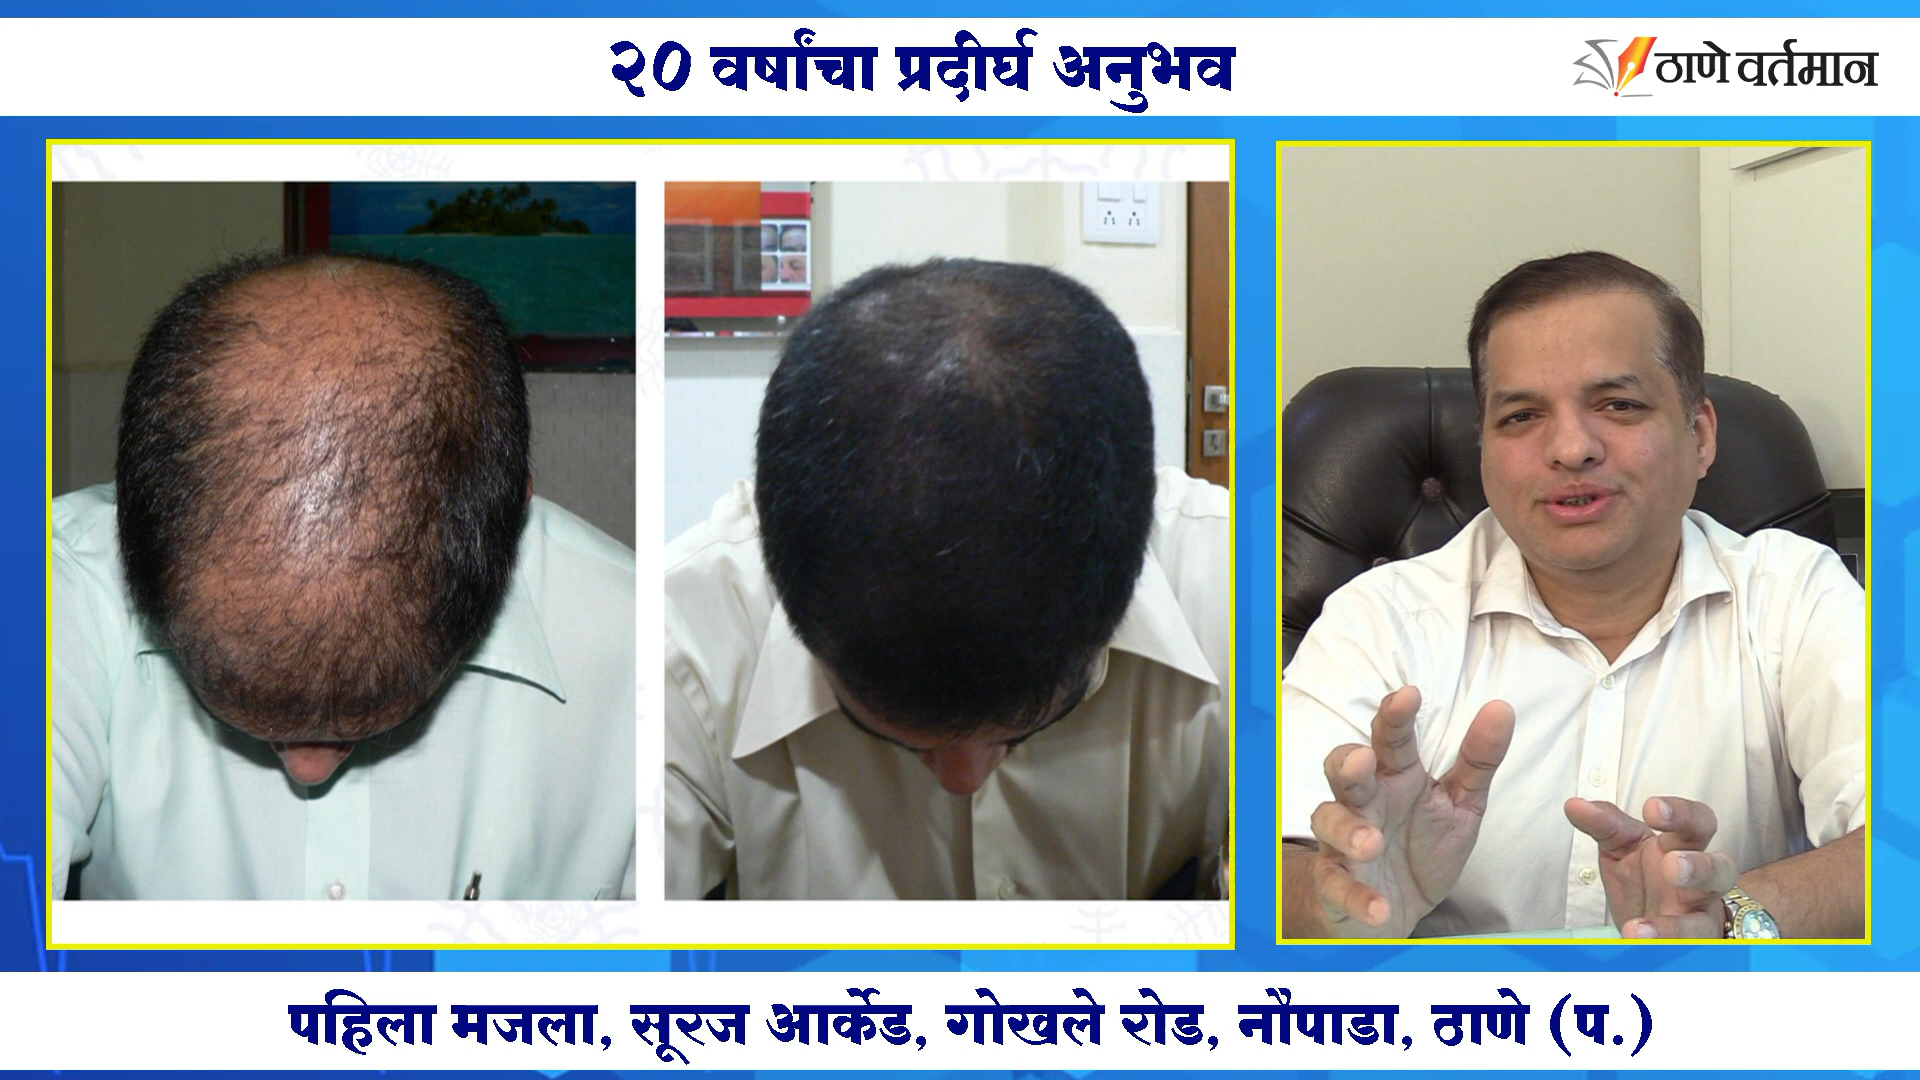 २० वर्षांचा प्रदीर्घ अनुभव
ठाणे वर्तमान
पहिला मजला, सूरज आर्केड, गोखले रोड, नौपाडा, ठाणे (प.)